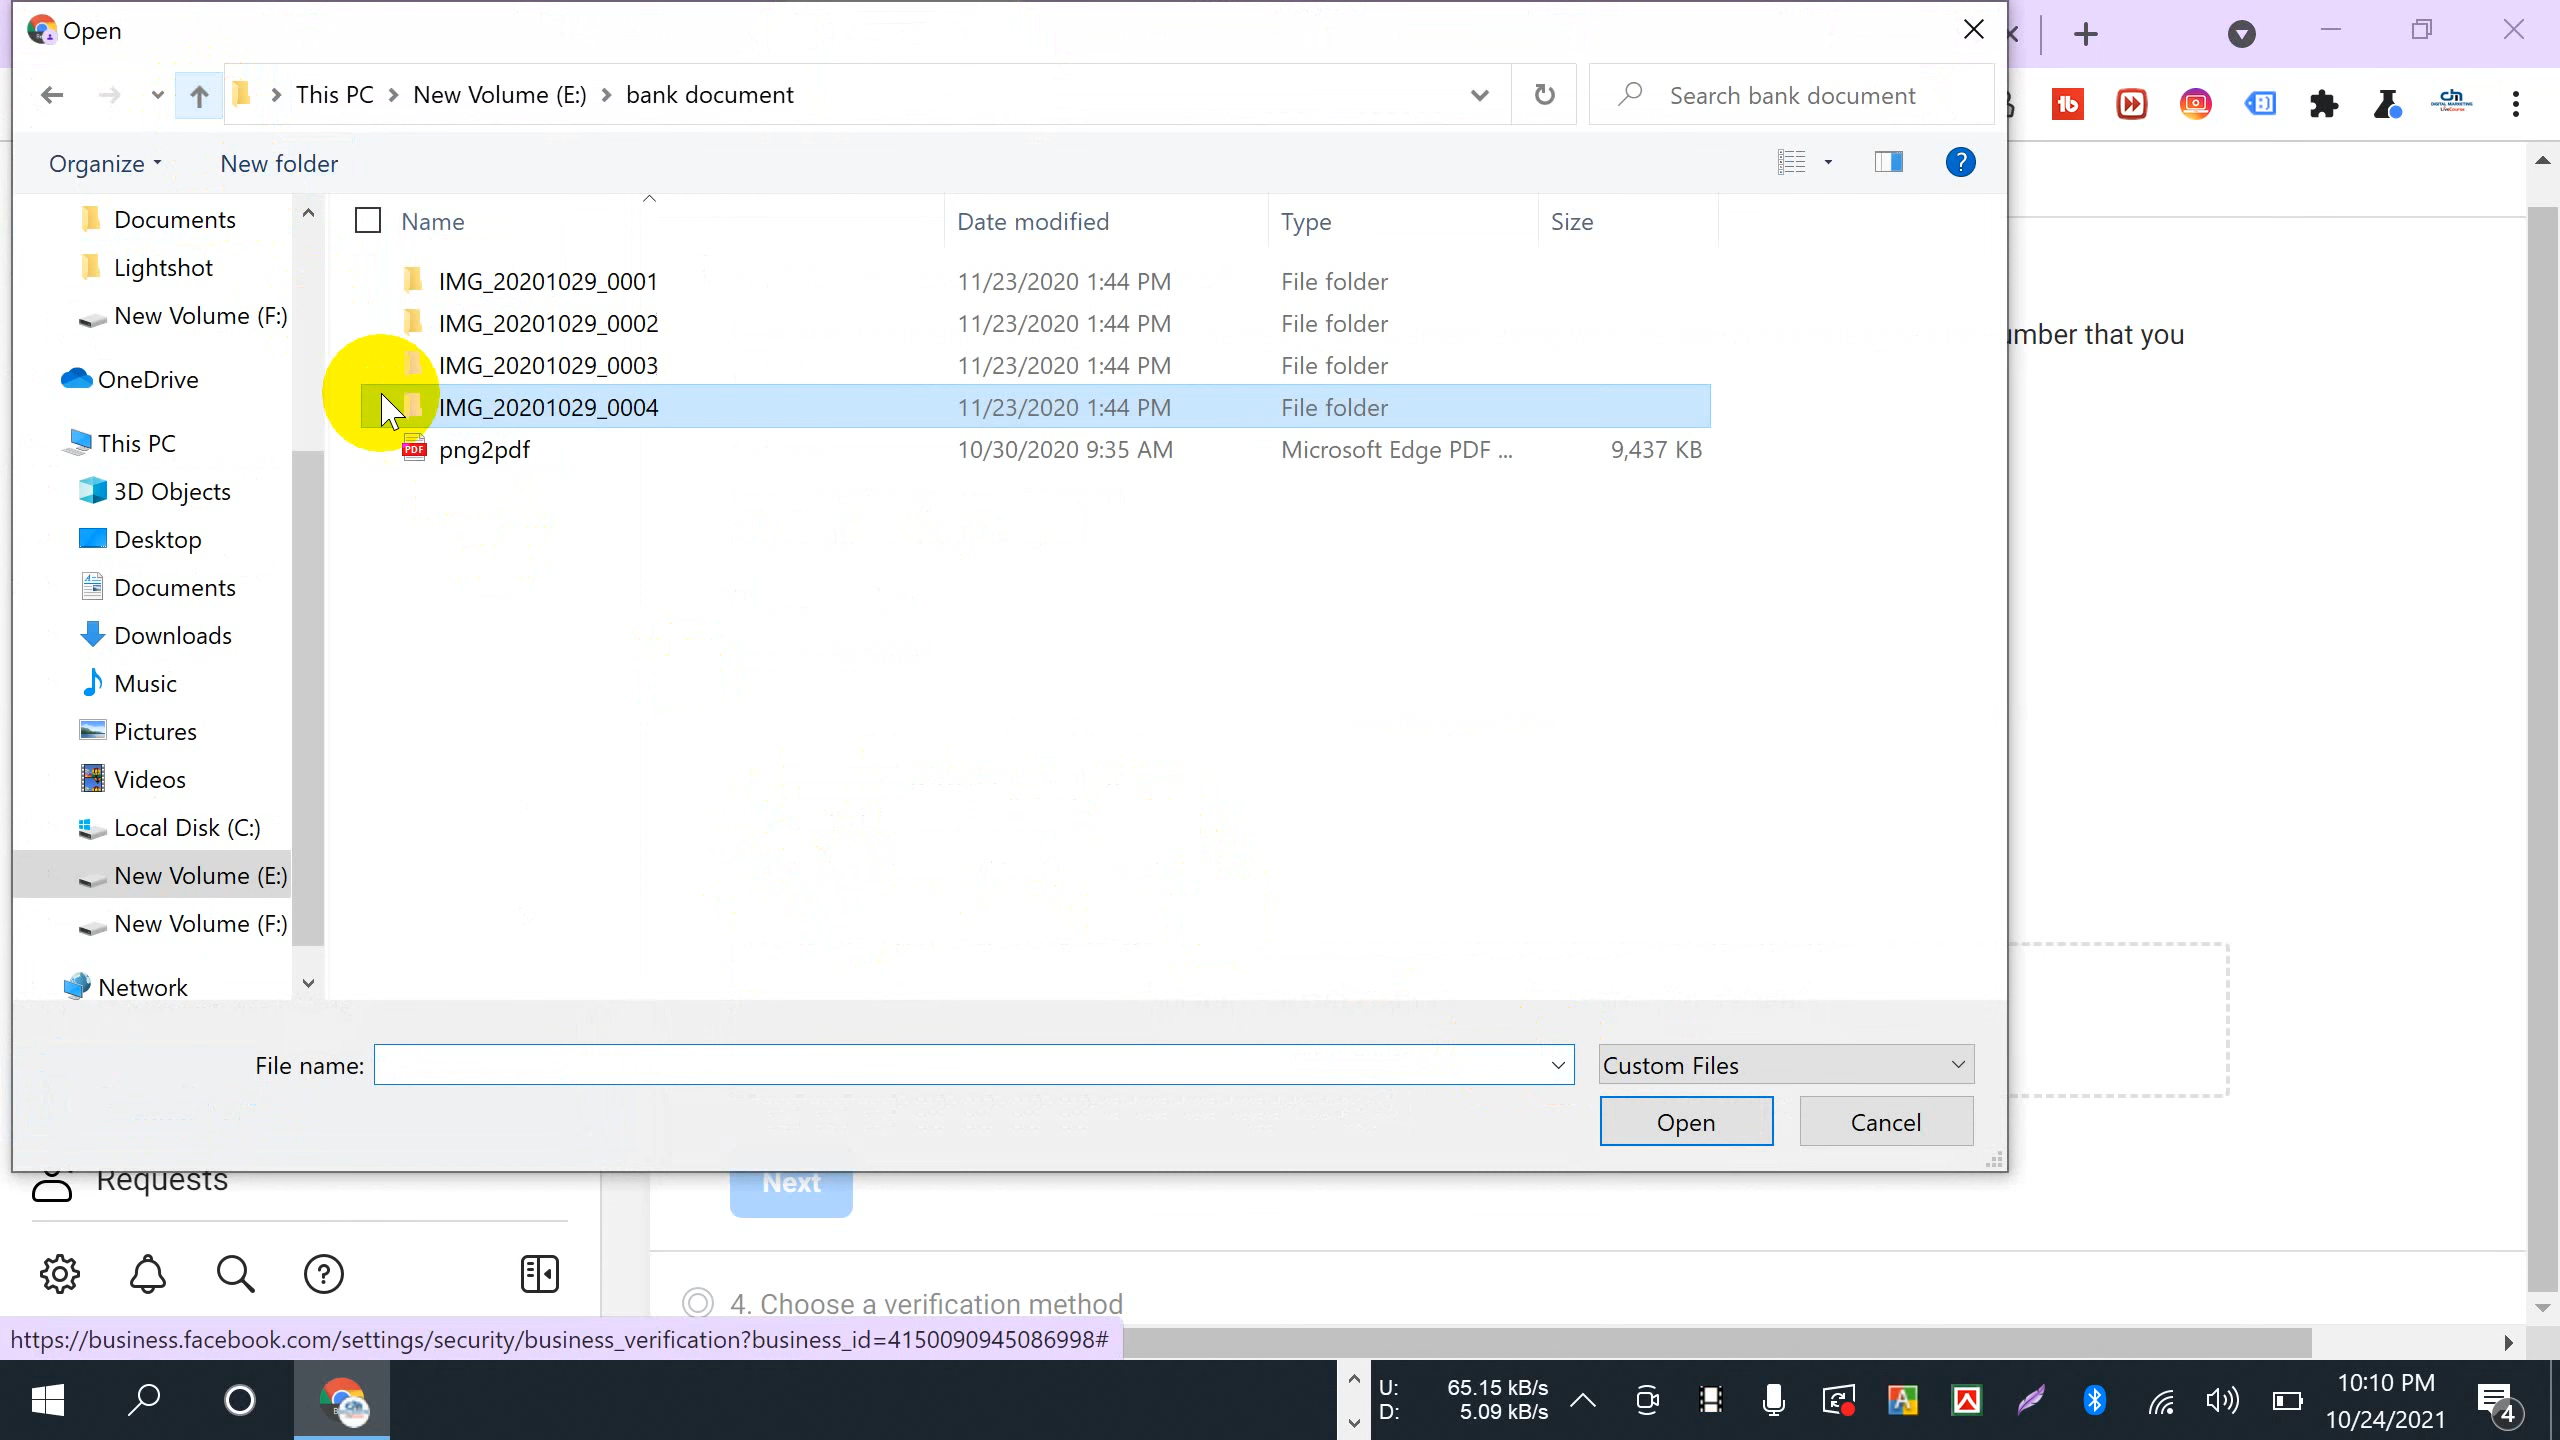 Open
This PC > New Volume (E:) > bank document
Search bank document
Organize
New folder
Documents
Lightshot
New Volume (F:)
OneDrive
This PC
3D Objects
Desktop
Documents
Downloads
Music
Pictures
Videos
Local Disk (C:)
New Volume (E:)
New Volume (F:)
Network
Name Date modified Type Size
IMG_20201029_0001 11/23/2020 1:44 PM File folder
IMG_20201029_0002 11/23/2020 1:44 PM File folder
IMG_20201029_0003 11/23/2020 1:44 PM File folder
IMG_20201029_0004 11/23/2020 1:44 PM File folder
PDF png2pdf 10/30/2020 9:35 AM Microsoft Edge PDF ... 9,437 KB
that you
File name:
Custom Files
Open
Cancel
Requests
Next
4. Choose a verification method
https://business.facebook.com/settings/security/business_verification?business_id=4150090945086998#
U: 65.15 kB/s
D: 5.09 kB/s
10:10 PM
10/24/2021
4